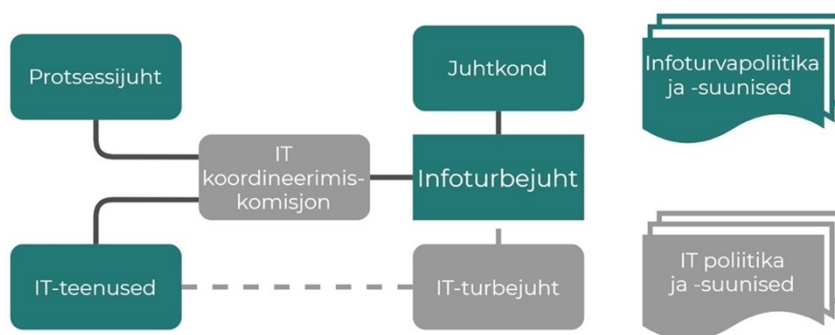 Protsessijuht
Juhtkond
Infoturvapoliitika
ja -suunised
IT
koordineerimis-
komisjon
Infoturbejuht
IT-teenused
IT-turbejuht
IT poliitika
ja -suunised